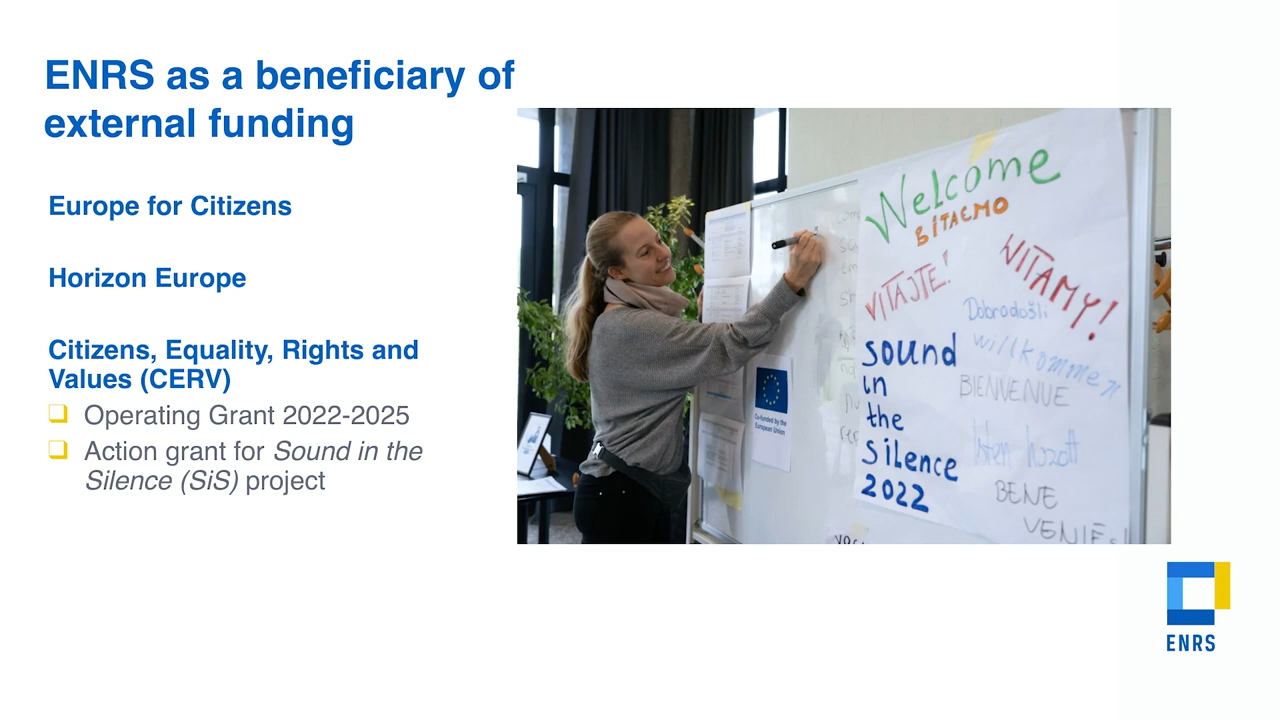 ENRS as a beneficiary of
external funding
Europe for Citizens
Horizon Europe
Citizens, Equality, Rights and
Values (CERV)
Operating Grant 2022-2025
Action grant for Sound in the
Silence (SiS) project
Welcome
ВІТАЄМО
VITAJTE!
WITAMY!
Dobrodošli
willkommen
sound
in
the
silence
2022
BIENVENUE
BENE
VENIȚI
Co-funded by the
European Union
ENRS